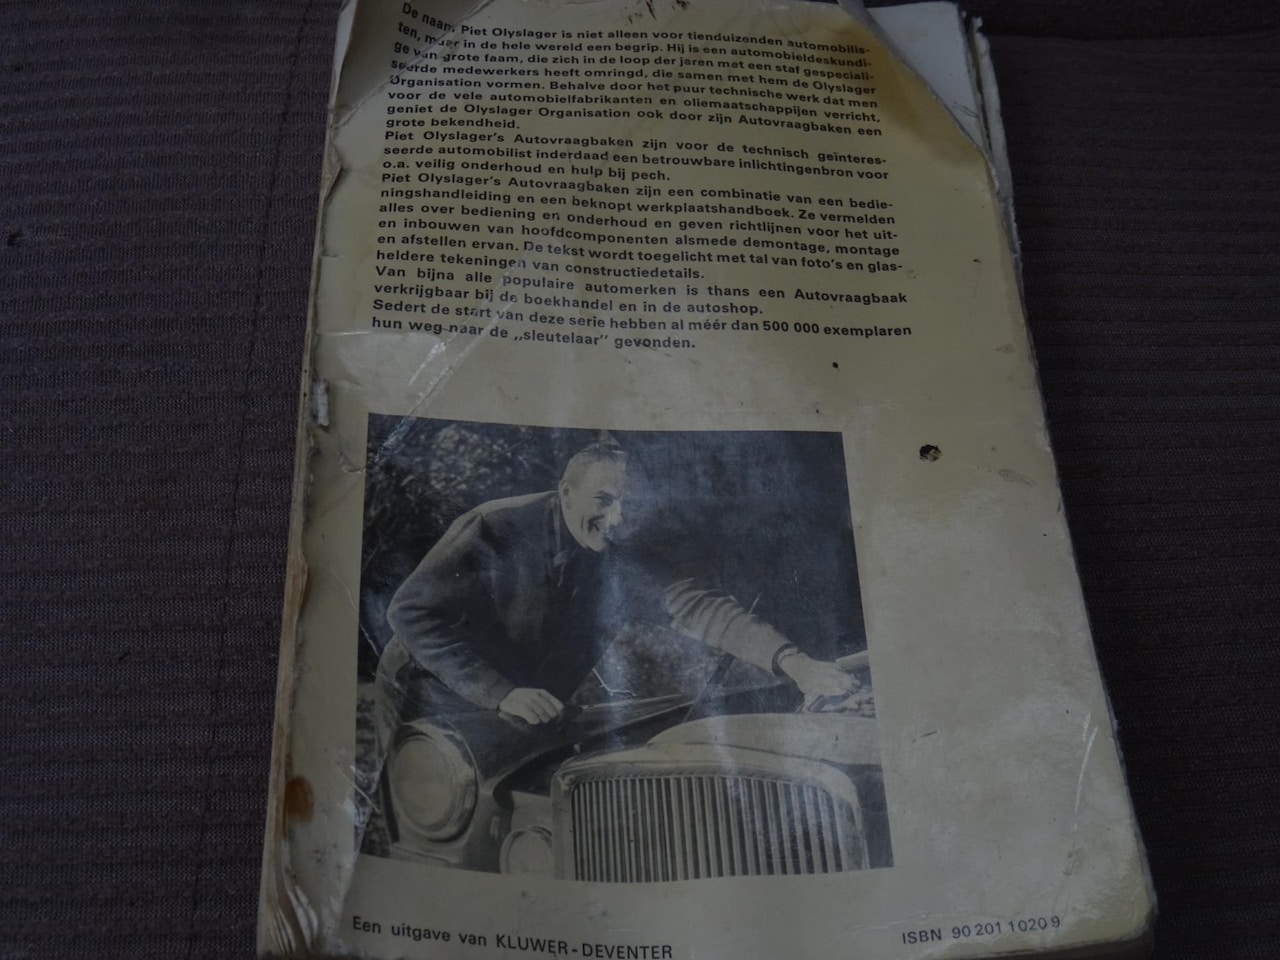 De naam Piet Olyslager is niet alleen voor tienduizenden automobilis-
ten, maar in de hele wereld een begrip. Hij is een automobieldeskundi-
ge van grote faam, die zich in de loop der jaren met een staf gespeciali-
seerde medewerkers heeft omringd, die samen met hem de Olyslager
Organisation vormen. Behalve door het puur technische werk dat men
voor de vele automobielfabrikanten en oliemaatschappijen verricht,
geniet de Olyslager Organisation ook door zijn Autovraagbaken een
grote bekendheid.
Piet Olyslager's Autovraagbaken zijn voor de technisch geïnteres-
seerde automobilist inderdaad een betrouwbare inlichtingenbron voor
o.a. veilig onderhoud en hulp bij pech.
Piet Olyslager's Autovraagbaken zijn een combinatie van een bedie-
ningshandleiding en een beknopt werkplaatshandboek. Ze vermelden
alles over bediening en onderhoud en geven richtlijnen voor het uit-
en inbouwen van hoofdcomponenten alsmede demontage, montage
en afstellen ervan. De tekst wordt toegelicht met tal van foto's en glas-
heldere tekeningen van constructiedetails.
Van bijna alle populaire automerken is thans een Autovraagbaak
verkrijgbaar bij de boekhandel en in de autoshop.
Sedert de start van deze serie hebben al méér dan 500 000 exemplaren
hun weg naar de „sleutelaar" gevonden.
Een uitgave van KLUWER-DEVENTER
ISBN 90 201 1020 9